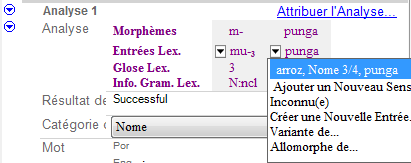 Analyse 1 Attribuer l'Analyse...
Analyse Morphèmes m- punga
Entrées Lex. mu-₃ punga
Glose Lex. 3
Info. Gram. Lex. N:ncl
arroz, Nome 3/4, punga
Ajouter un Nouveau Sens
Inconnu(e)
Créer une Nouvelle Entrée.
Variante de...
Allomorphe de...
Résultat de Successful
Catégorie Nome
Mot Por